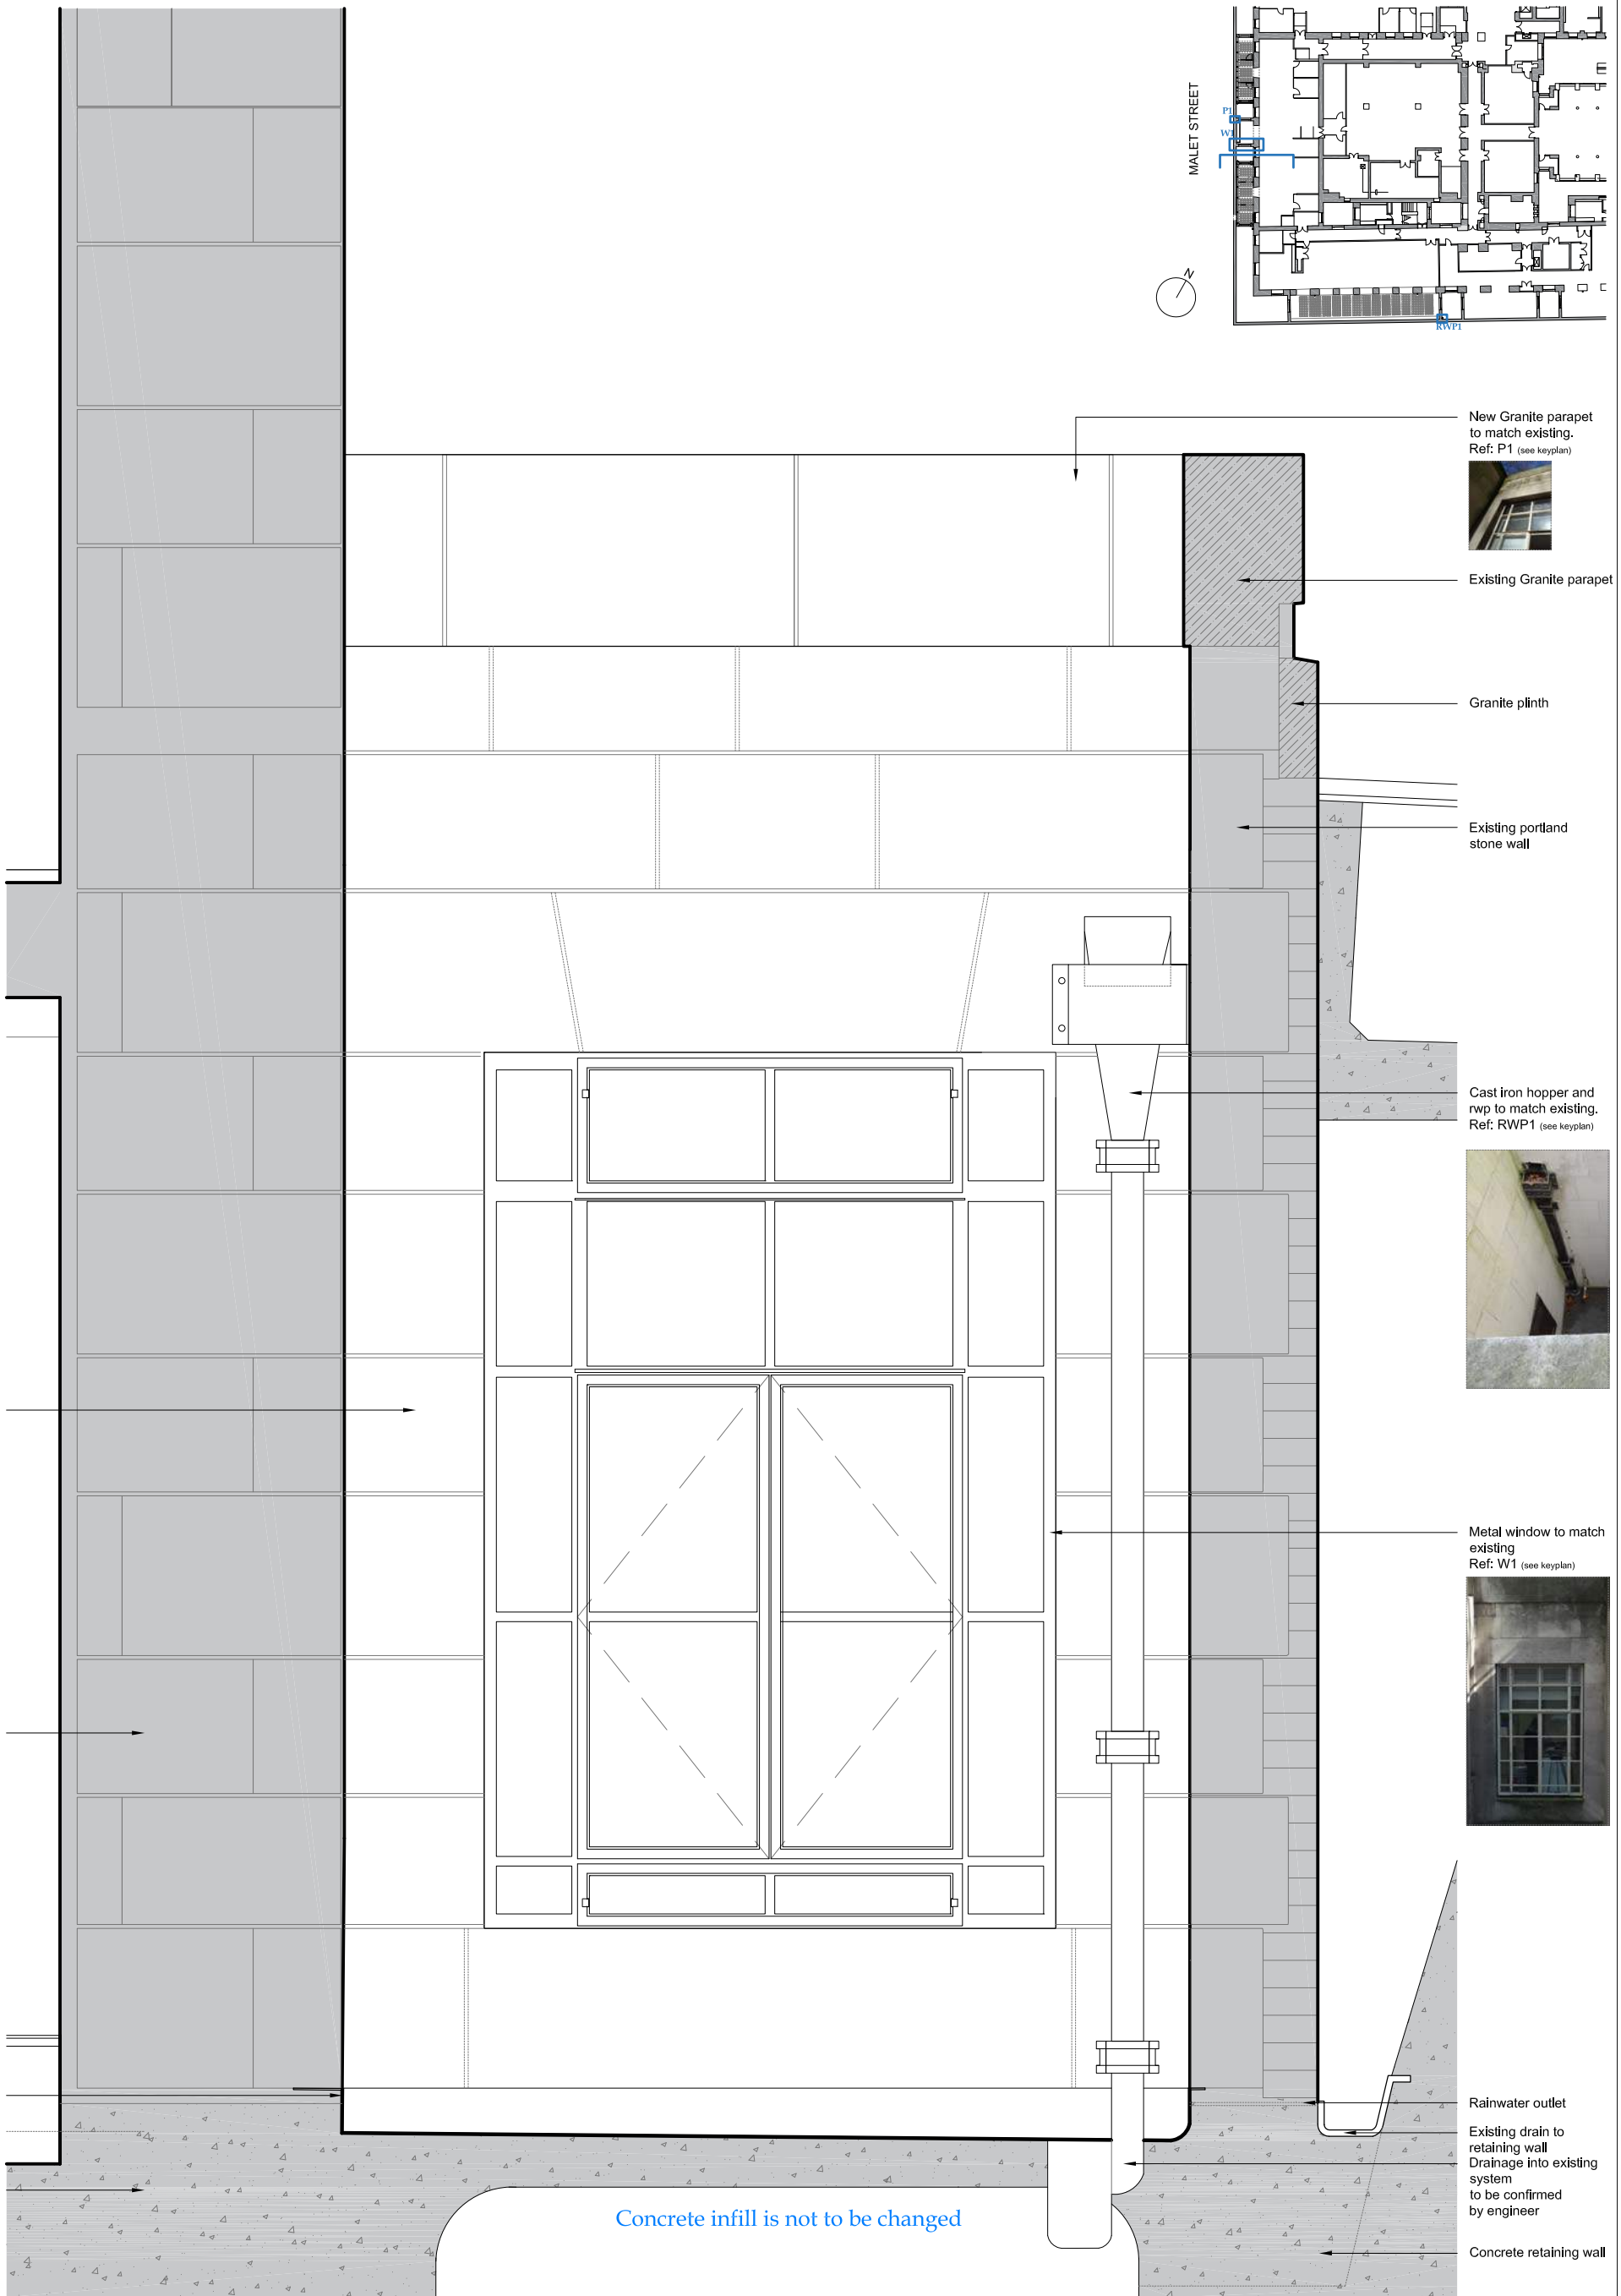 MALET STREET
P1
W1
N
RWP1
New Granite parapet
to match existing.
Ref: P1 (see keyplan)
Existing Granite parapet
Granite plinth
Existing portland
stone wall
Cast iron hopper and
rwp to match existing.
Ref: RWP1 (see keyplan)
Metal window to match
existing
Ref: W1 (see keyplan)
Rainwater outlet
Existing drain to
retaining wall
Drainage into existing
system
to be confirmed
by engineer
Concrete retaining wall
Concrete infill is not to be changed